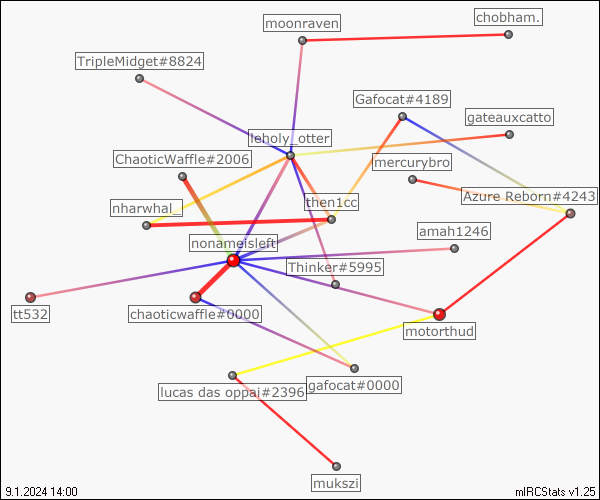 chobham.
moonraven
TripleMidget#8824
Gafocat#4189
gateauxcatto
leholy_otter
ChaoticWaffle#2006
mercurybro
Azure Reborn#4243
then1cc
nharwhal_
amah1246
nonameisleft
Thinker#5995
tt532
chaoticwaffle#0000
motorthud
gafocat#0000
lucas das oppai#2396
mukszi
9.1.2024 14:00
mIRCStats v1.25